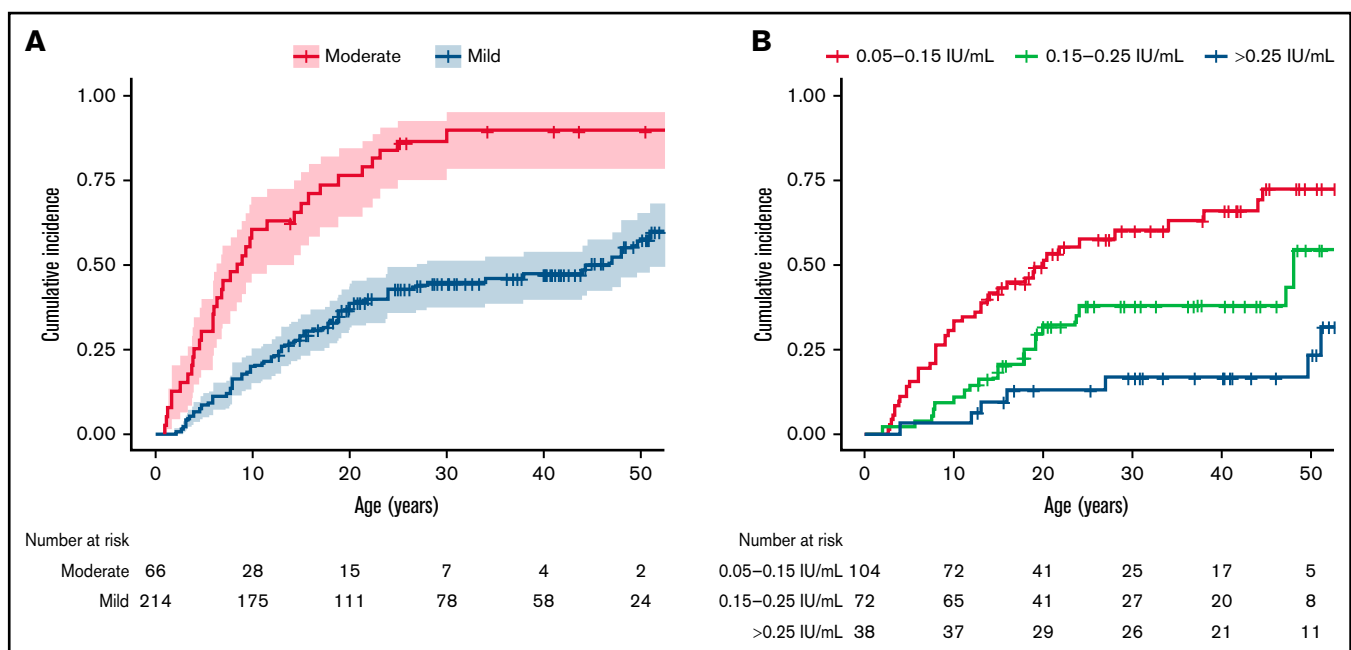 A
Moderate Mild
1.00
0.75
0.50
0.25
0.00
Cumulative incidence
0 10 20 30 40 50
Age (years)
Number at risk
Moderate 66 28 15 7 4 2
Mild 214 175 111 78 58 24
B
0.05–0.15 IU/mL 0.15–0.25 IU/mL >0.25 IU/mL
1.00
0.75
0.50
0.25
0.00
Cumulative incidence
0 10 20 30 40 50
Age (years)
Number at risk
0.05–0.15 IU/mL 104 72 41 25 17 5
0.15–0.25 IU/mL 72 65 41 27 20 8
>0.25 IU/mL 38 37 29 26 21 11